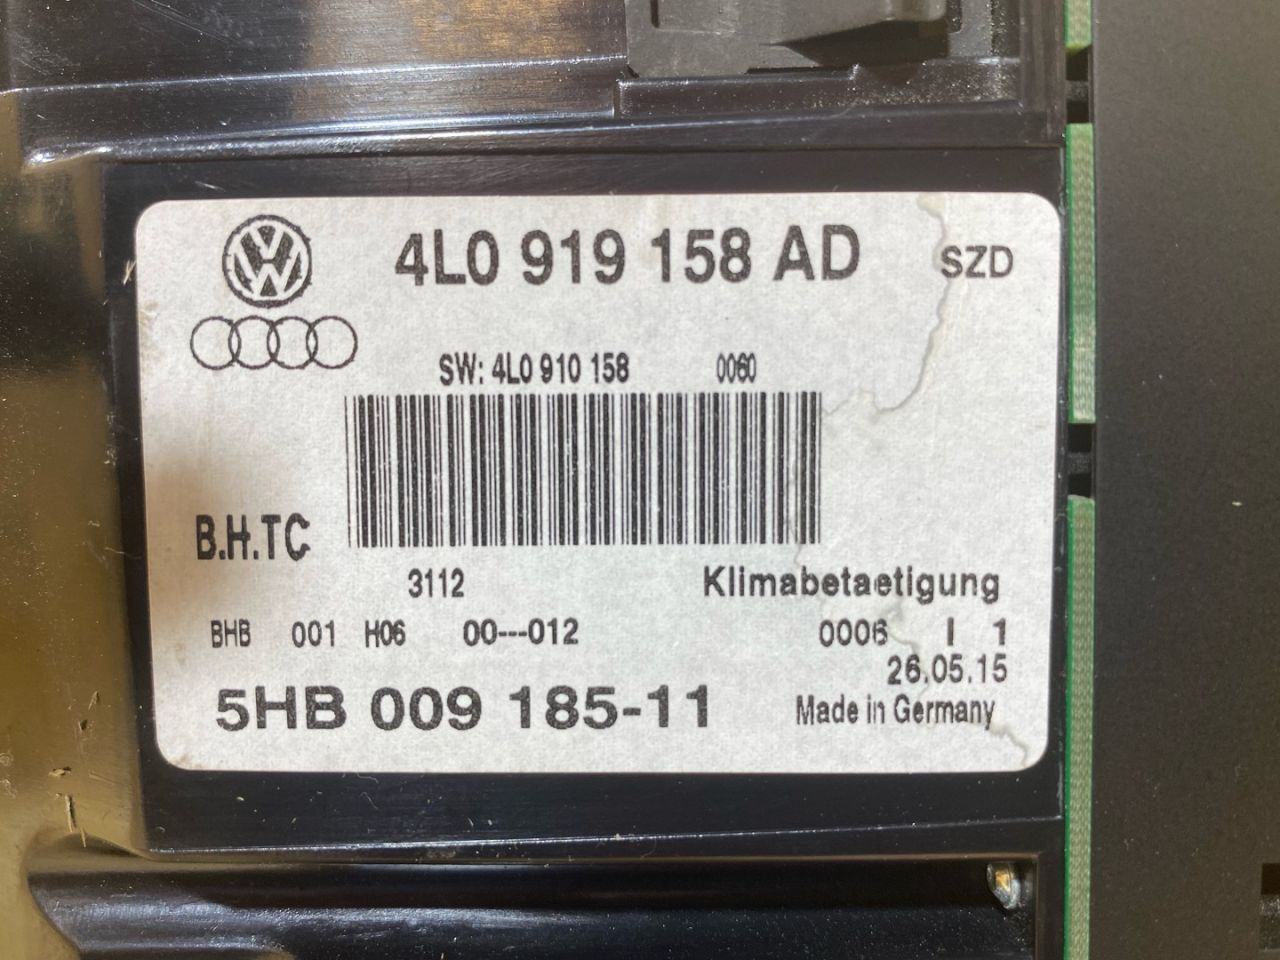 4L0 919 158 AD SZD
SW: 4L0 910 158 0060
B.H.TC
3112 Klimabetaetigung
BHB 001 H06 00---012 0006 I 1
26.05.15
5HB 009 185-11 Made in Germany